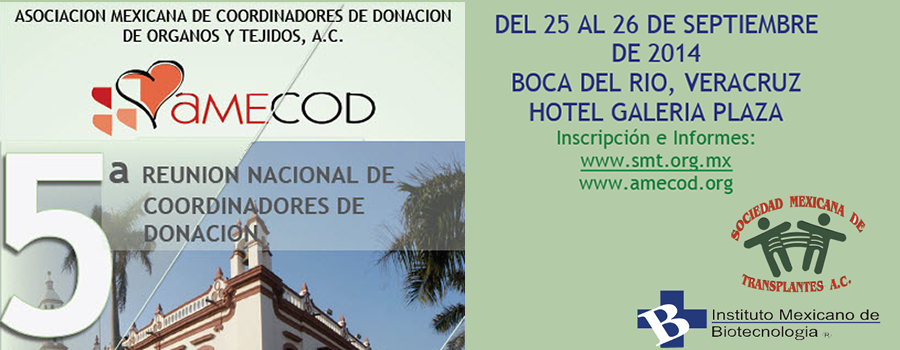 ASOCIACION MEXICANA DE COORDINADORES DE DONACION
DE ORGANOS Y TEJIDOS, A.C.
aMECOD
5a REUNION NACIONAL DE
COORDINADORES DE
DONACION
DEL 25 AL 26 DE SEPTIEMBRE
DE 2014
BOCA DEL RIO, VERACRUZ
HOTEL GALERIA PLAZA
Inscripción e Informes:
www.smt.org.mx
www.amecod.org
SOCIEDAD MEXICANA DE
TRANSPLANTES A.C.
B
Instituto Mexicano de
Biotecnologia (R)